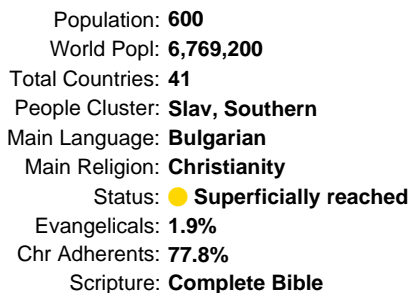 Population: 600
World Popl: 6,769,200
Total Countries: 41
People Cluster: Slav, Southern
Main Language: Bulgarian
Main Religion: Christianity
Status: Superficially reached
Evangelicals: 1.9%
Chr Adherents: 77.8%
Scripture: Complete Bible